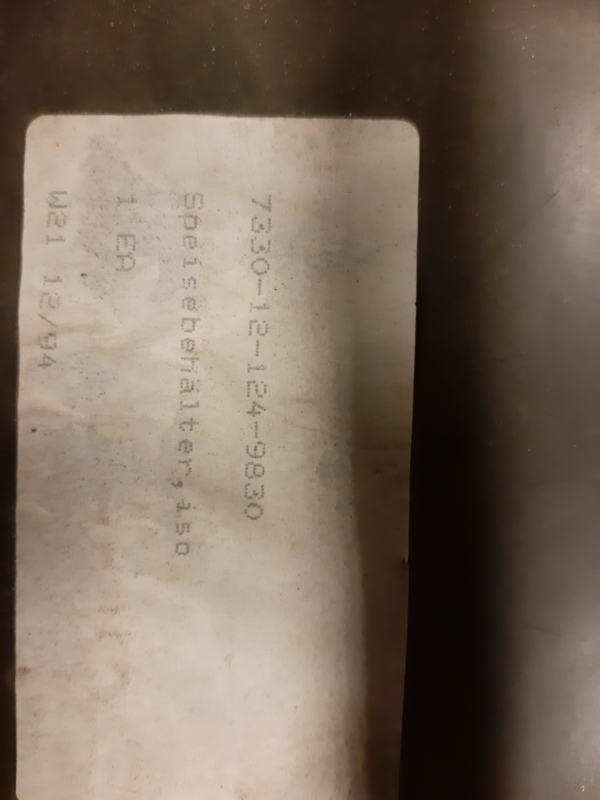 7330-12-124-9830
Speisebehälter,iso
1 EA
W21 12/94